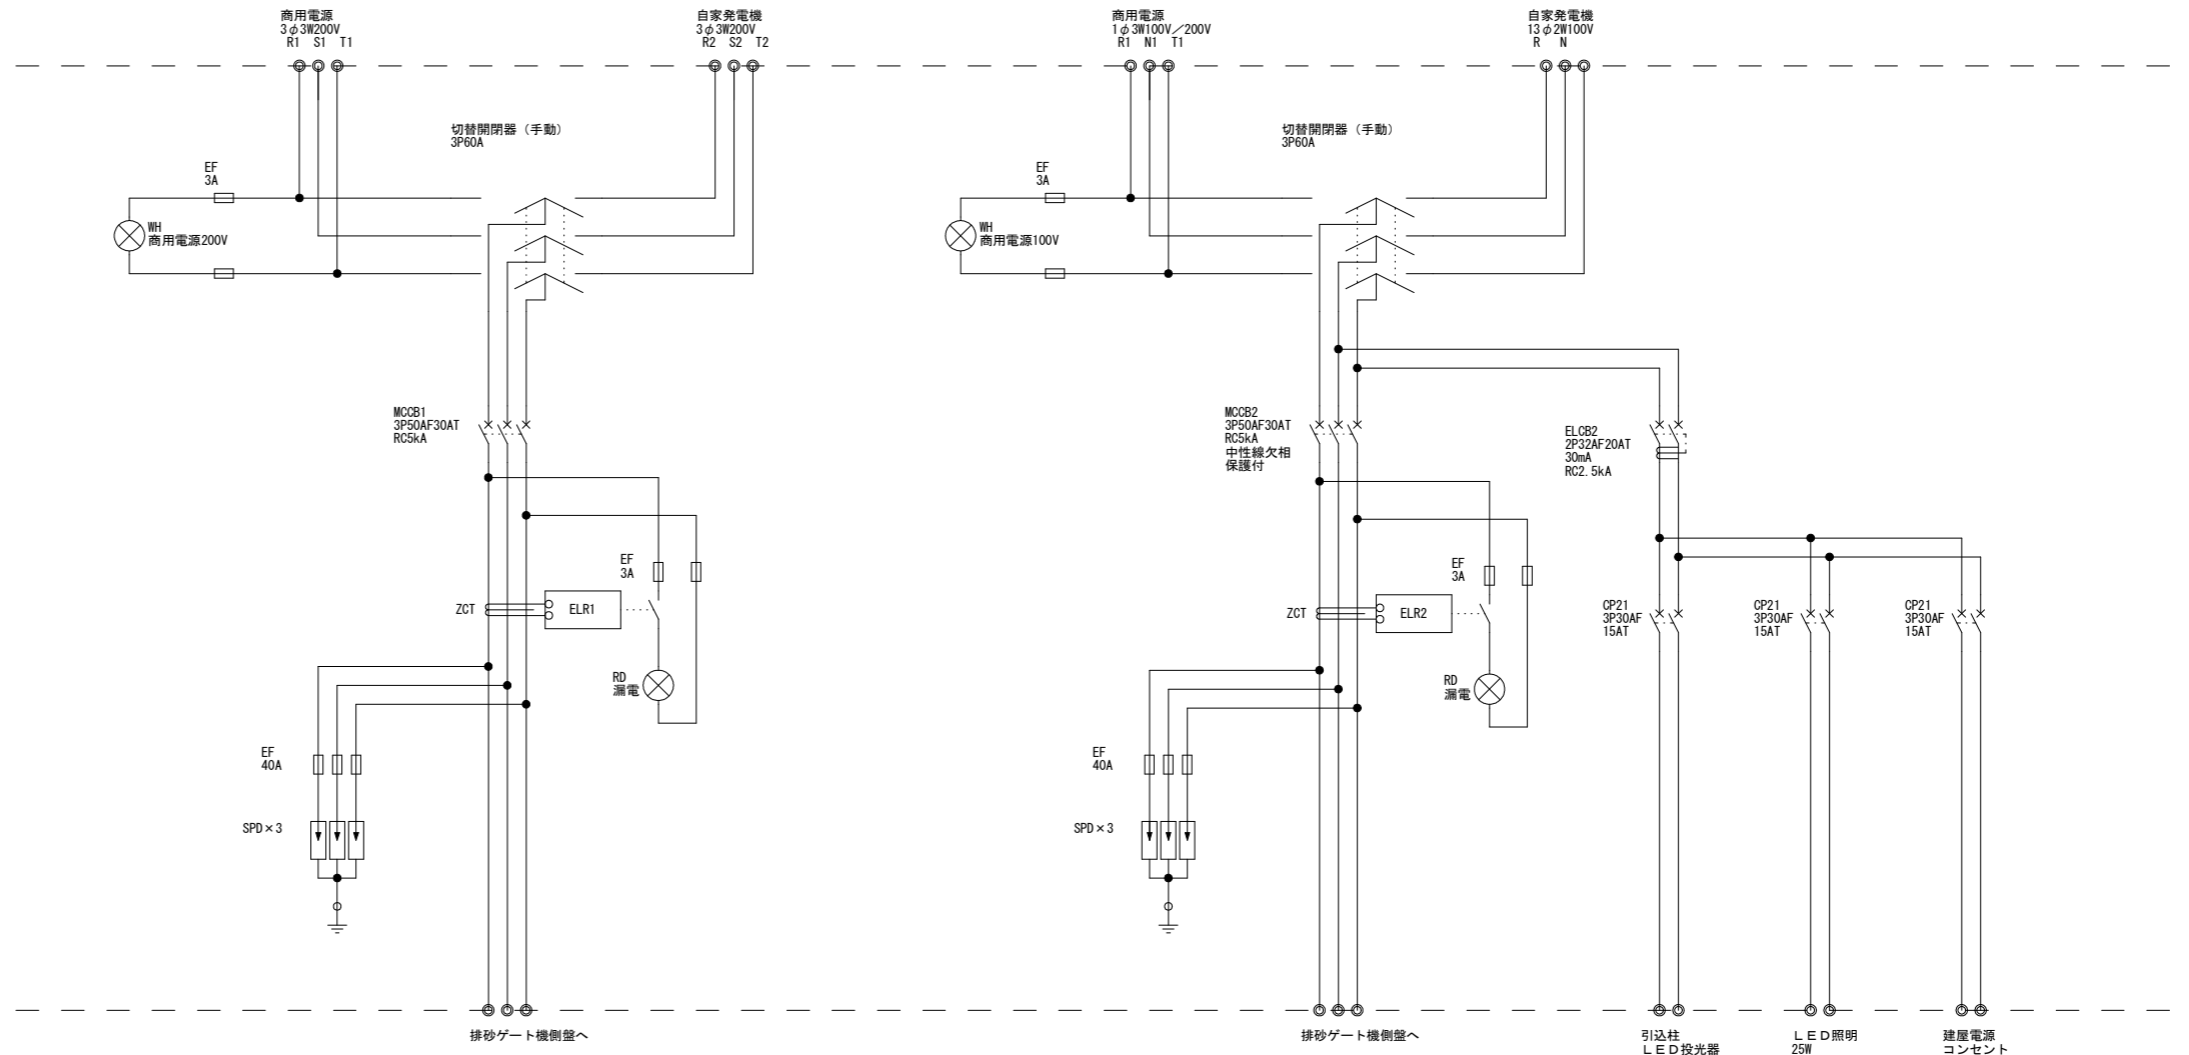 商用電源
3φ3W200V
R1 S1 T1
自家発電機
3φ3W200V
R2 S2 T2
商用電源
1φ3W100V/200V
R1 N1 T1
自家発電機
13φ2W100V
R N
切替開閉器(手動)
3P60A
切替開閉器(手動)
3P60A
EF
3A
WH
商用電源200V
EF
3A
WH
商用電源100V
MCCB1
3P50AF30AT
RC5kA
MCCB2
3P50AF30AT
RC5kA
中性線欠相
保護付
ELCB2
2P32AF20AT
30mA
RC2.5kA
EF
3A
ZCT
ELR1
EF
3A
ZCT
ELR2
CP21
3P30AF
15AT
CP21
3P30AF
15AT
CP21
3P30AF
15AT
RD
漏電
RD
漏電
EF
40A
SPD×3
EF
40A
SPD×3
排砂ゲート機側盤へ
排砂ゲート機側盤へ
引込柱
LED投光器
LED照明
25W
建屋電源
コンセント